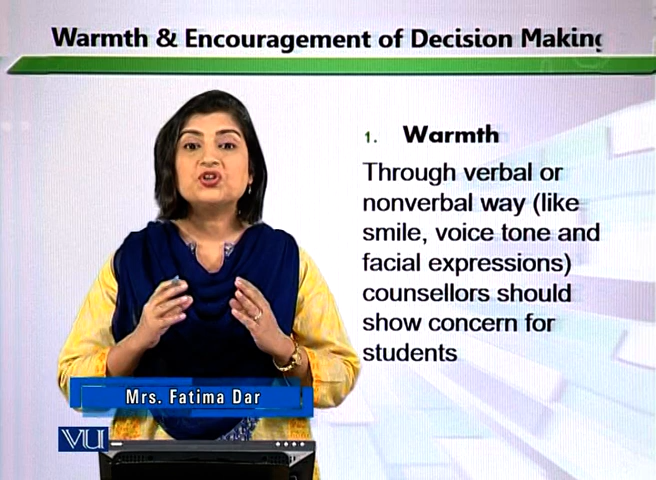 Warmth & Encouragement of Decision Making
1. Warmth
Through verbal or
nonverbal way (like
smile, voice tone and
facial expressions)
counsellors should
show concern for
students
Mrs. Fatima Dar
VU